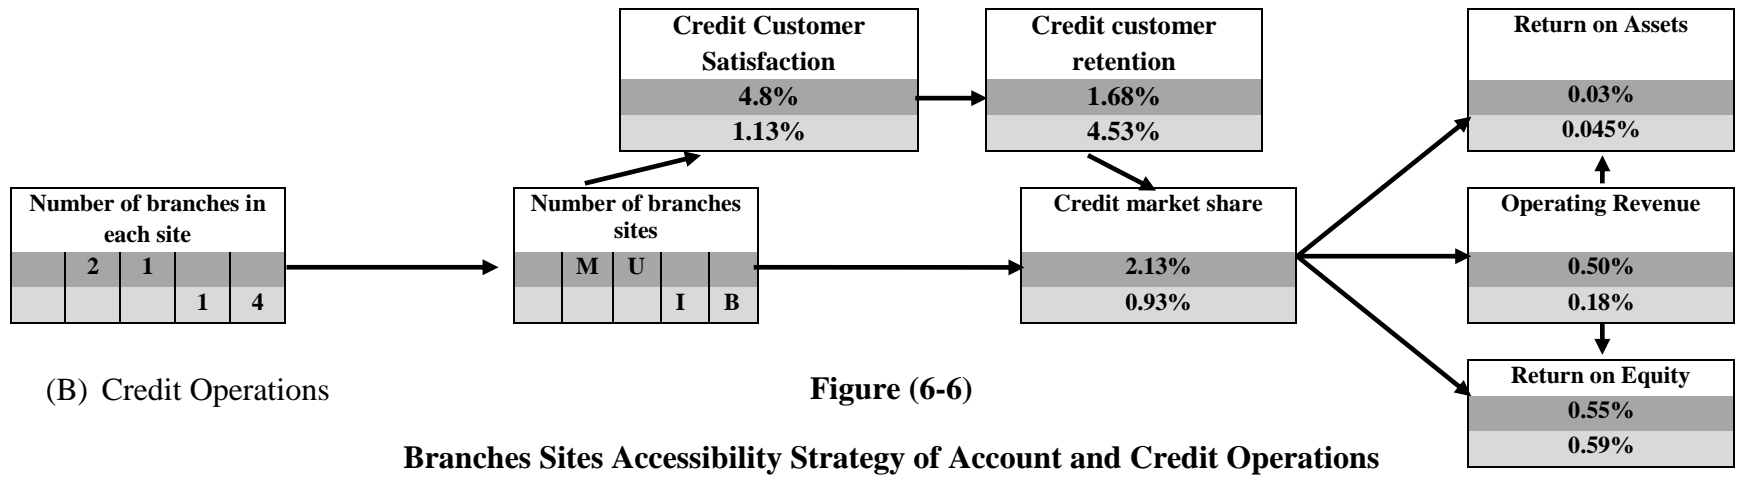 Credit Customer
Satisfaction
4.8%
1.13%
Credit customer
retention
1.68%
4.53%
Return on Assets
0.03%
0.045%
Number of branches in
each site
2 1
1 4
Number of branches
sites
M U
I B
Credit market share
2.13%
0.93%
Operating Revenue
0.50%
0.18%
Return on Equity
0.55%
0.59%
(B) Credit Operations
Figure (6-6)
Branches Sites Accessibility Strategy of Account and Credit Operations